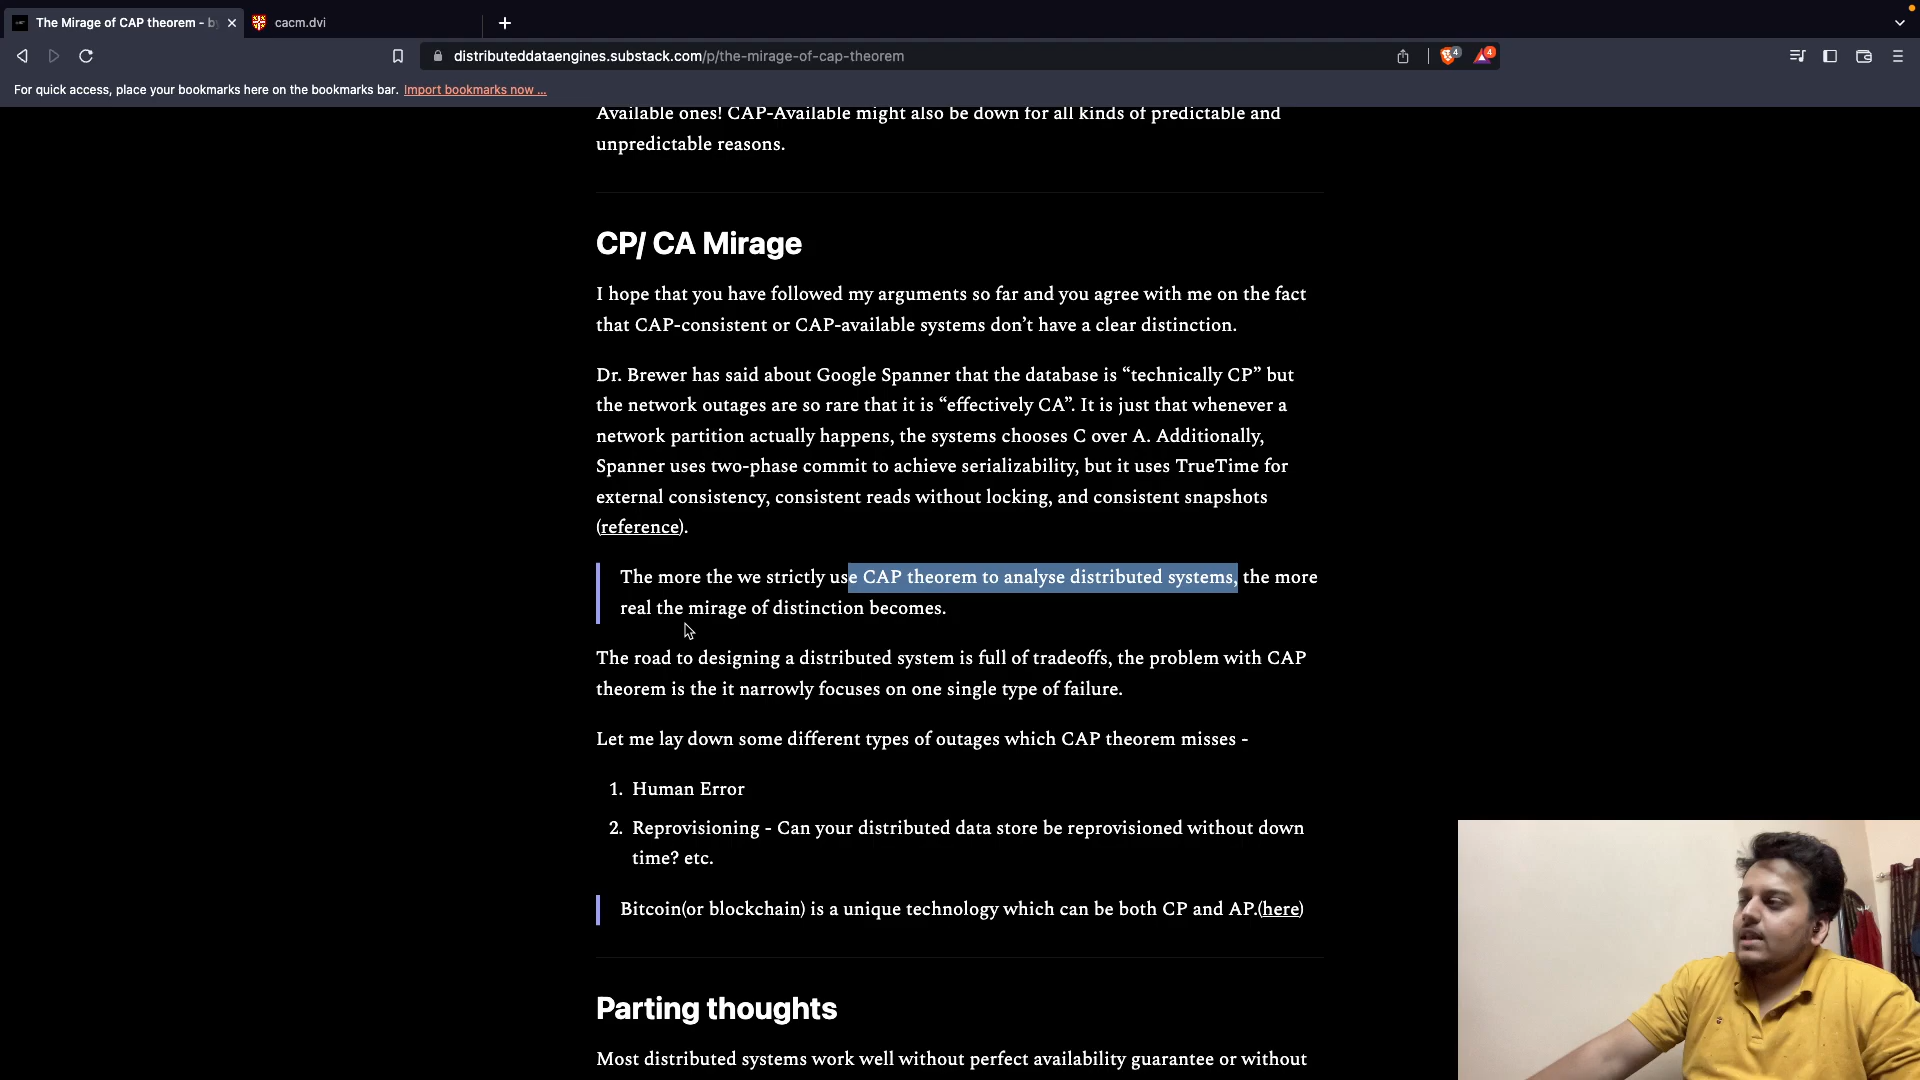 The Mirage of CAP theorem - by
cacm.dvi
distributeddataengines.substack.com/p/the-mirage-of-cap-theorem
4
4
For quick access, place your bookmarks here on the bookmarks bar. Import bookmarks now ...
Available ones! CAP-Available might also be down for all kinds of predictable and
unpredictable reasons.
CP/ CA Mirage
I hope that you have followed my arguments so far and you agree with me on the fact
that CAP-consistent or CAP-available systems don’t have a clear distinction.
Dr. Brewer has said about Google Spanner that the database is “technically CP” but
the network outages are so rare that it is “effectively CA”. It is just that whenever a
network partition actually happens, the systems chooses C over A. Additionally,
Spanner uses two-phase commit to achieve serializability, but it uses TrueTime for
external consistency, consistent reads without locking, and consistent snapshots
(reference).
The more the we strictly use CAP theorem to analyse distributed systems, the more
real the mirage of distinction becomes.
The road to designing a distributed system is full of tradeoffs, the problem with CAP
theorem is the it narrowly focuses on one single type of failure.
Let me lay down some different types of outages which CAP theorem misses -
1. Human Error
2. Reprovisioning - Can your distributed data store be reprovisioned without down
time? etc.
Bitcoin(or blockchain) is a unique technology which can be both CP and AP.(here)
Parting thoughts
Most distributed systems work well without perfect availability guarantee or without